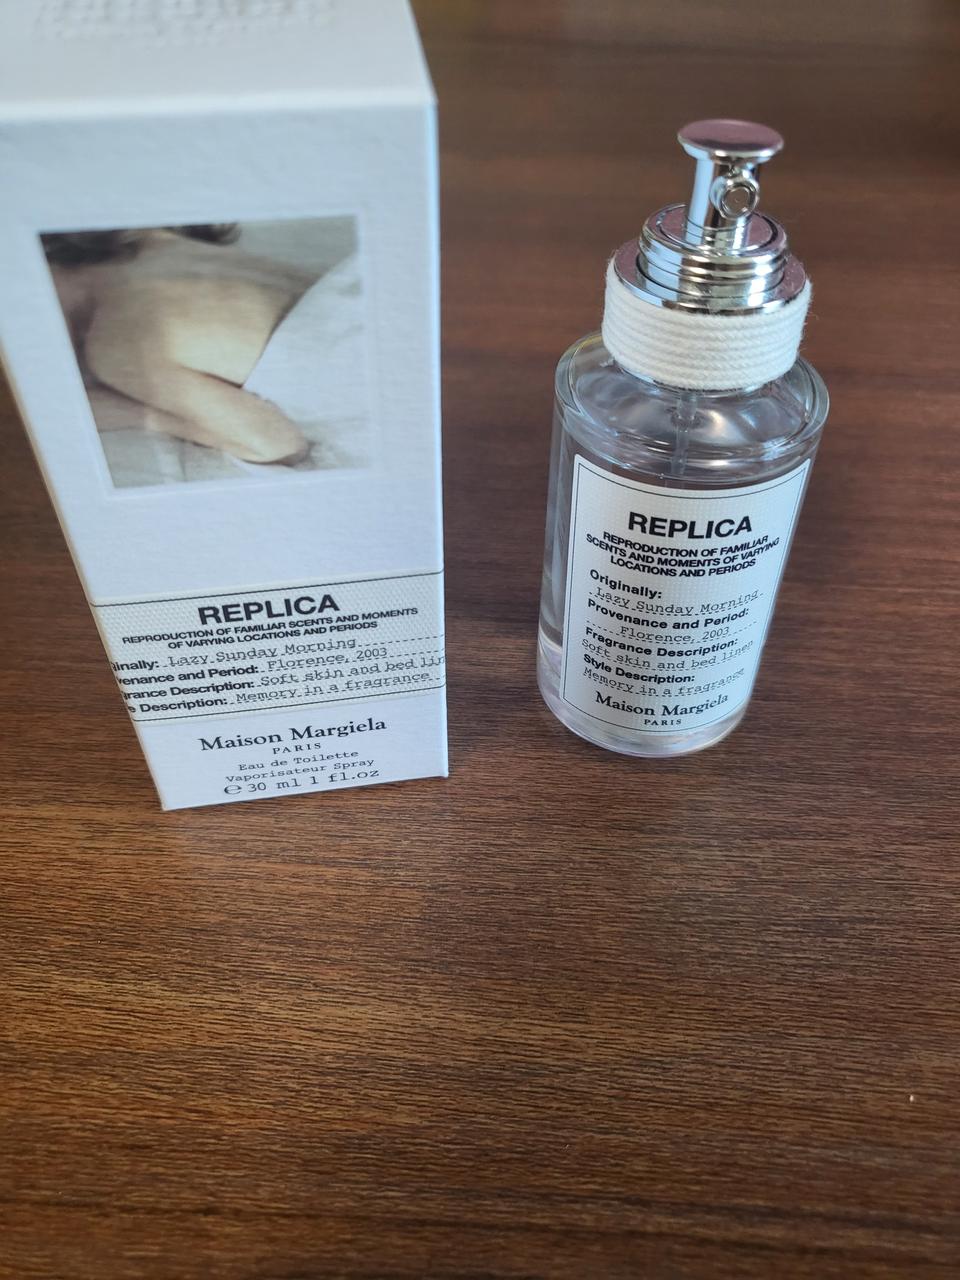 REPLICA
REPRODUCTION OF FAMILIAR SCENTS AND MOMENTS
OF VARYING LOCATIONS AND PERIODS
inally: Lazy Sunday Morning
venance and Period: Florence, 2003
rance Description: Soft skin and bed lin
e Description: Memory in a fragrance
Maison Margiela
PARIS
Eau de Toilette
Vaporisateur Spray
℮ 30 ml 1 fl.oz
REPLICA
REPRODUCTION OF FAMILIAR
SCENTS AND MOMENTS OF VARYING
LOCATIONS AND PERIODS
Originally:
Lazy Sunday Morning
Provenance and Period:
Florence, 2003
Fragrance Description:
Soft skin and bed linen
Style Description:
Memory in a fragrance
Maison Margiela
PARIS